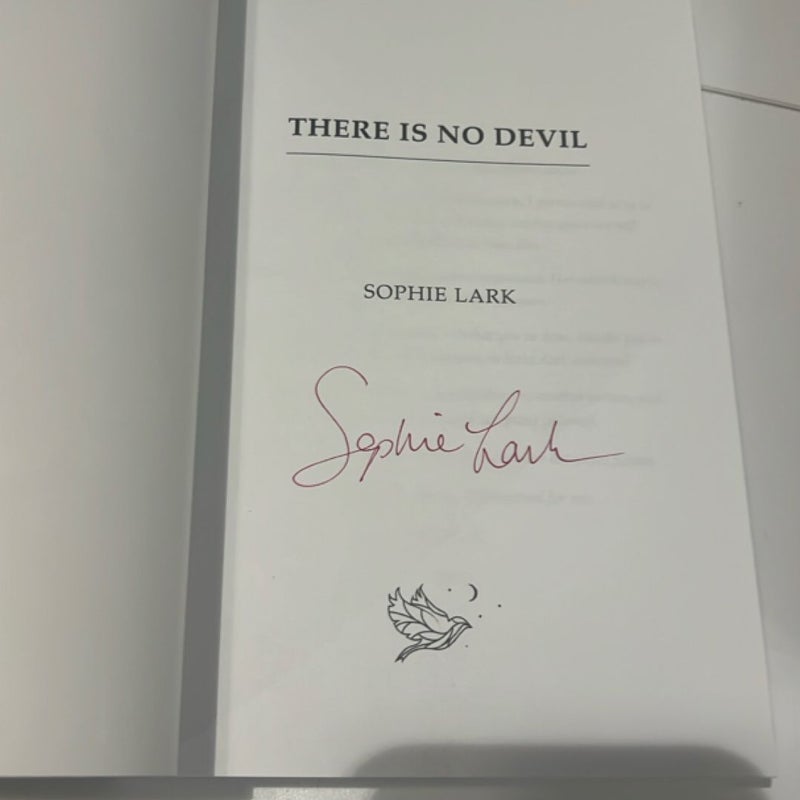 THERE IS NO DEVIL
SOPHIE LARK
Sophie Lark